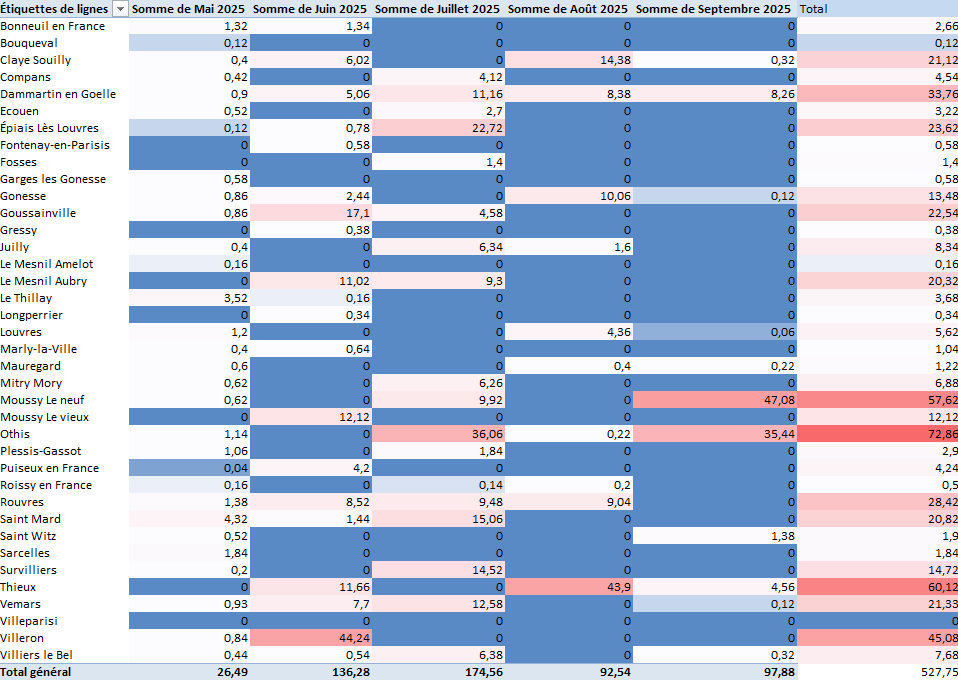 Étiquettes de lignes Somme de Mai 2025 Somme de Juin 2025 Somme de Juillet 2025 Somme de Août 2025 Somme de Septembre 2025 Total
Bonneuil en France 1,32 1,34 0 0 0 2,66
Bouqueval 0,12 0 0 0 0 0,12
Claye Souilly 0,4 6,02 0 14,38 0,32 21,12
Compans 0,42 0 4,12 0 0 4,54
Dammartin en Goelle 0,9 5,06 11,16 8,38 8,26 33,76
Ecouen 0,52 0 2,7 0 0 3,22
Épiais Lès Louvres 0,12 0,78 22,72 0 0 23,62
Fontenay-en-Parisis 0 0,58 0 0 0 0,58
Fosses 0 0 1,4 0 0 1,4
Garges les Gonesse 0,58 0 0 0 0 0,58
Gonesse 0,86 2,44 0 10,06 0,12 13,48
Goussainville 0,86 17,1 4,58 0 0 22,54
Gressy 0 0,38 0 0 0 0,38
Juilly 0,4 0 6,34 1,6 0 8,34
Le Mesnil Amelot 0,16 0 0 0 0 0,16
Le Mesnil Aubry 0 11,02 9,3 0 0 20,32
Le Thillay 3,52 0,16 0 0 0 3,68
Longperrier 0 0,34 0 0 0 0,34
Louvres 1,2 0 0 4,36 0,06 5,62
Marly-la-Ville 0,4 0,64 0 0 0 1,04
Mauregard 0,6 0 0 0,4 0,22 1,22
Mitry Mory 0,62 0 6,26 0 0 6,88
Moussy Le neuf 0,62 0 9,92 0 47,08 57,62
Moussy Le vieux 0 12,12 0 0 0 12,12
Othis 1,14 0 36,06 0,22 35,44 72,86
Plessis-Gassot 1,06 0 1,84 0 0 2,9
Puiseux en France 0,04 4,2 0 0 0 4,24
Roissy en France 0,16 0 0,14 0,2 0 0,5
Rouvres 1,38 8,52 9,48 9,04 0 28,42
Saint Mard 4,32 1,44 15,06 0 0 20,82
Saint Witz 0,52 0 0 0 1,38 1,9
Sarcelles 1,84 0 0 0 0 1,84
Survilliers 0,2 0 14,52 0 0 14,72
Thieux 0 11,66 0 43,9 4,56 60,12
Vemars 0,93 7,7 12,58 0 0,12 21,33
Villeparisi 0 0 0 0 0 0
Villeron 0,84 44,24 0 0 0 45,08
Villiers le Bel 0,44 0,54 6,38 0 0,32 7,68
Total général 26,49 136,28 174,56 92,54 97,88 527,75